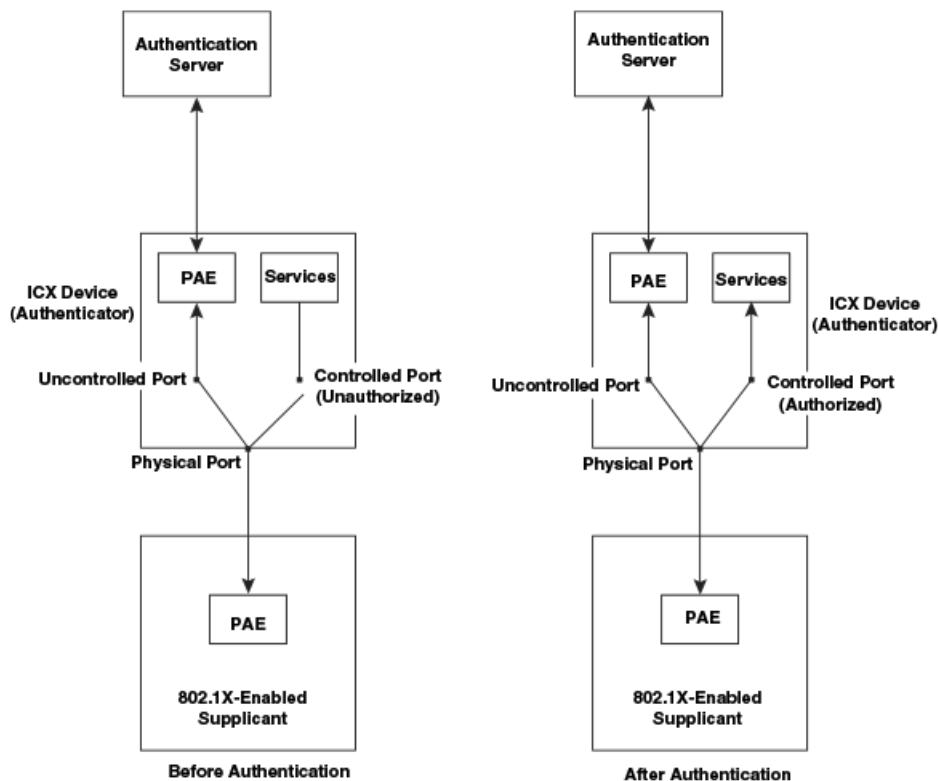 Authentication
Server
PAE
Services
ICX Device
(Authenticator)
Uncontrolled Port
Controlled Port
(Unauthorized)
Physical Port
PAE
802.1X-Enabled
Supplicant
Before Authentication
Authentication
Server
PAE
Services
ICX Device
(Authenticator)
Uncontrolled Port
Controlled Port
(Authorized)
Physical Port
PAE
802.1X-Enabled
Supplicant
After Authentication